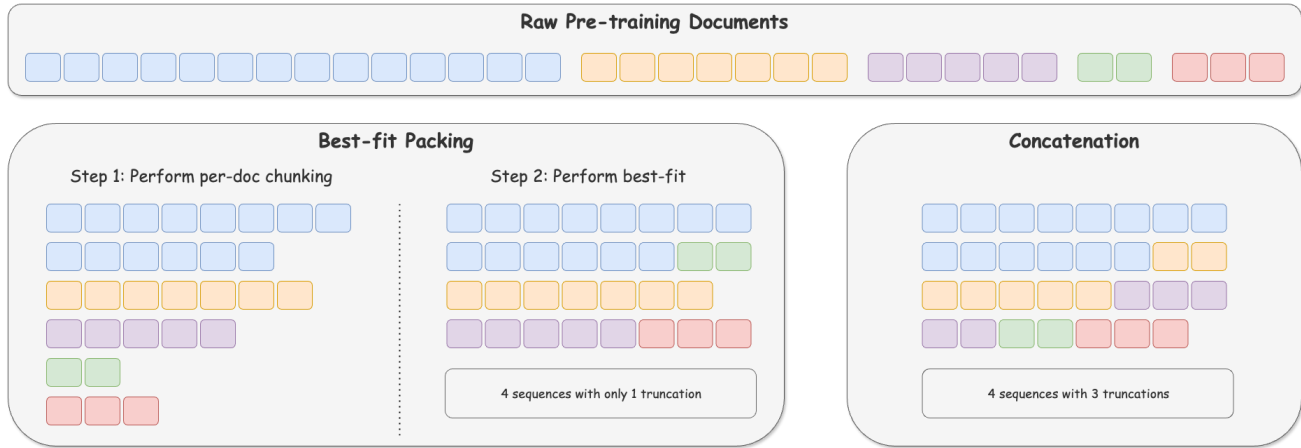 Raw Pre-training Documents
Best-fit Packing
Step 1: Perform per-doc chunking
Step 2: Perform best-fit
4 sequences with only 1 truncation
Concatenation
4 sequences with 3 truncations